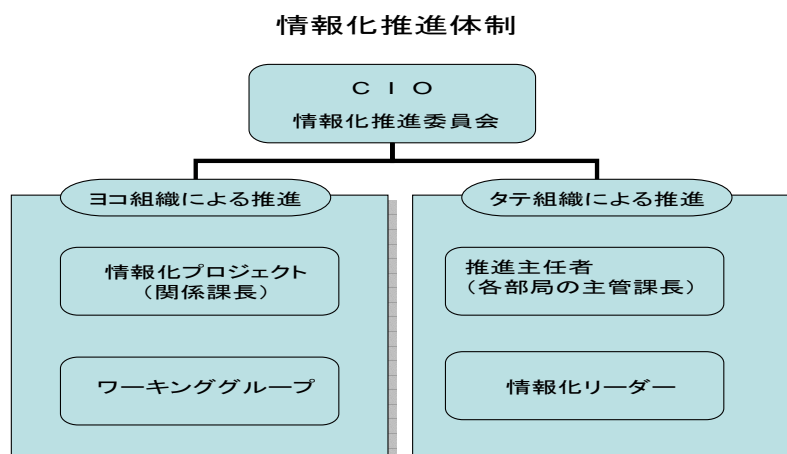 情報化推進体制
ＣＩＯ
情報化推進委員会
ヨコ組織による推進
情報化プロジェクト
（関係課長）
ワーキンググループ
タテ組織による推進
推進主任者
（各部局の主管課長）
情報化リーダー